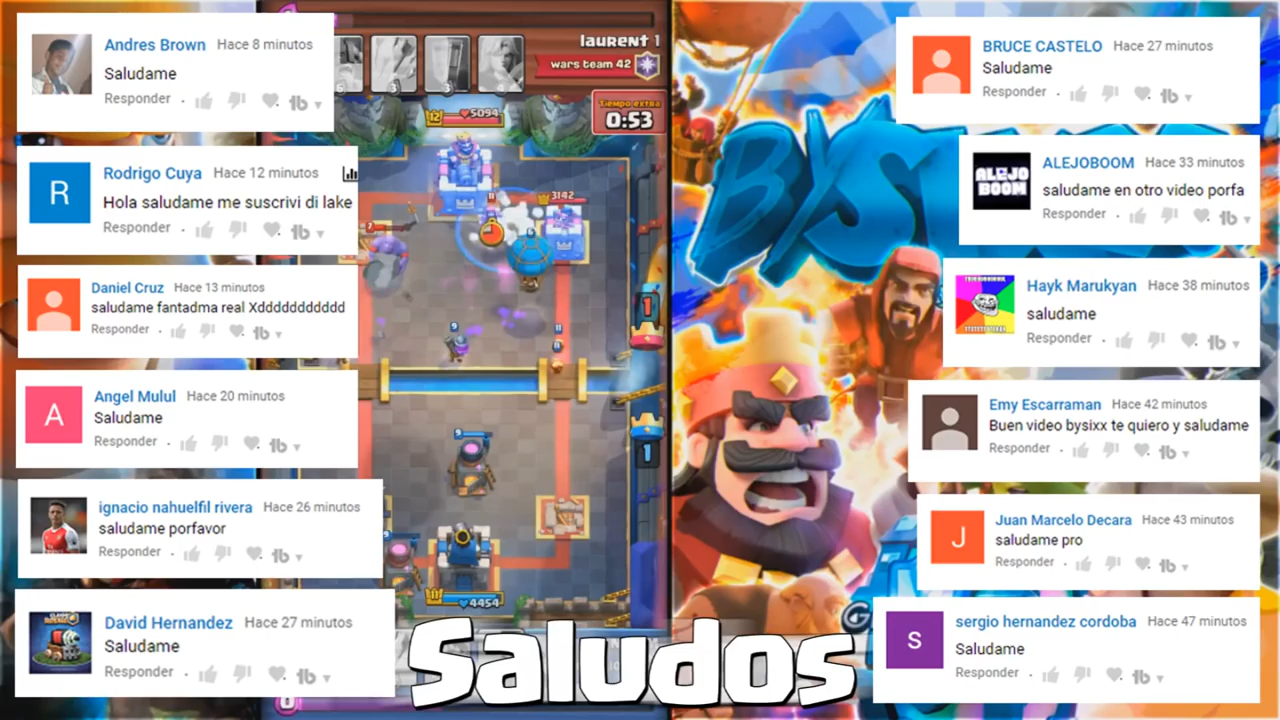 Andres Brown Hace 8 minutos
Saludame
Responder
Rodrigo Cuya Hace 12 minutos
Hola saludame me suscrivi di lake
Responder
Daniel Cruz Hace 13 minutos
saludame fantadma real Xdddddddddd
Responder
Angel Mulul Hace 20 minutos
A
Saludame
Responder
ignacio nahuelfil rivera Hace 26 minutos
saludame porfavor
Responder
David Hernandez Hace 27 minutos
Saludame
Responder
R
laurent 1
wars team 42
Tiempo extra
0:53
12 5094
3142
1
1
4454
Saludos
BYSI
BRUCE CASTELO Hace 27 minutos
Saludame
Responder
ALEJO
BOOM
ALEJOBOOM Hace 33 minutos
saludame en otro video porfa
Responder
Hayk Marukyan Hace 38 minutos
saludame
Responder
Emy Escarraman Hace 42 minutos
Buen video bysixx te quiero y saludame
Responder
J
Juan Marcelo Decara Hace 43 minutos
saludame pro
Responder
S
sergio hernandez cordoba Hace 47 minutos
Saludame
Responder